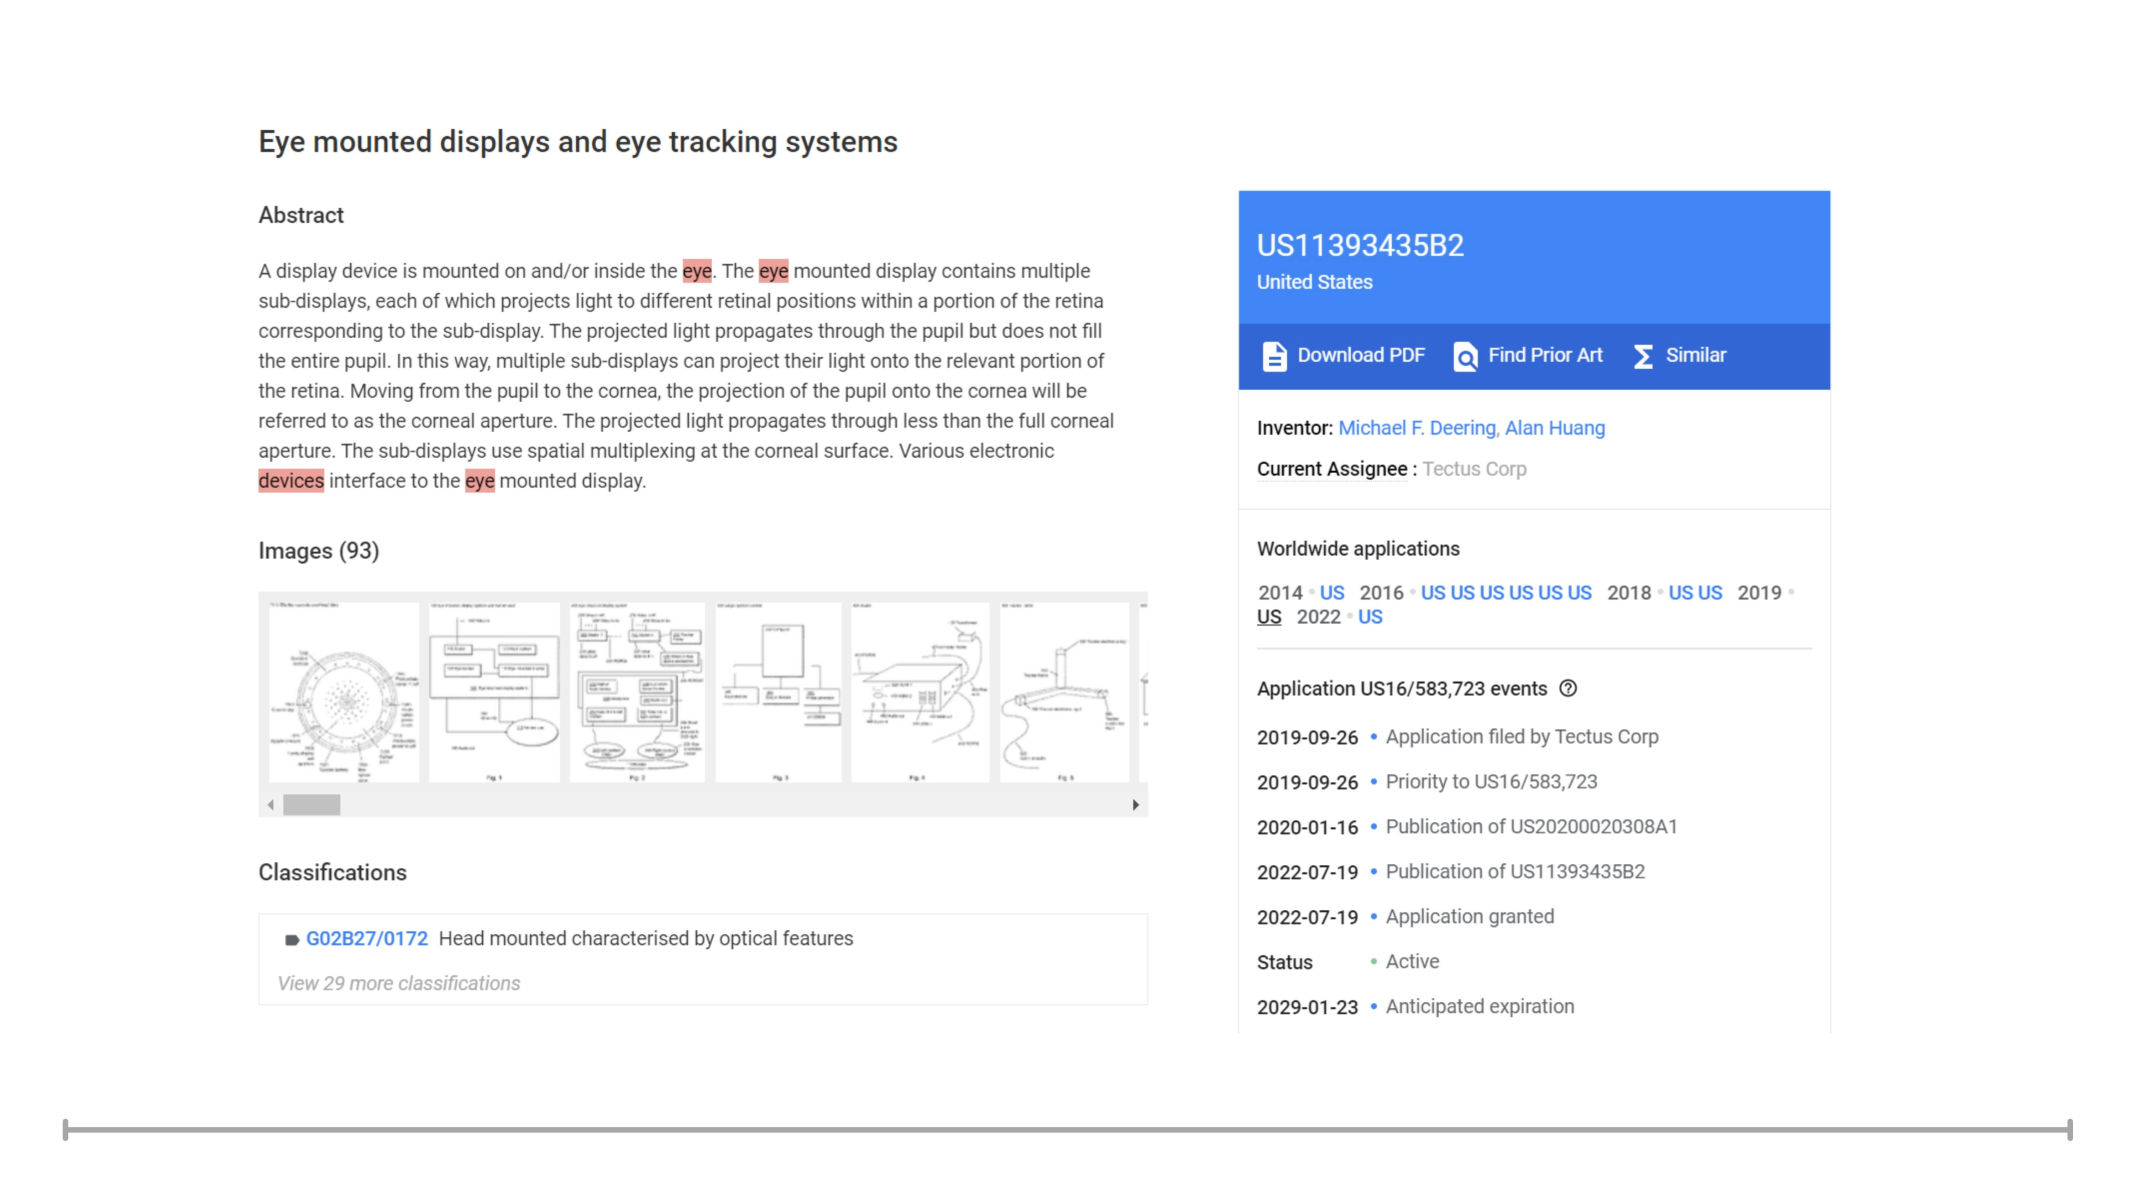 Eye mounted displays and eye tracking systems
Abstract
A display device is mounted on and/or inside the eye. The eye mounted display contains multiple
sub-displays, each of which projects light to different retinal positions within a portion of the retina
corresponding to the sub-display. The projected light propagates through the pupil but does not fill
the entire pupil. In this way, multiple sub-displays can project their light onto the relevant portion of
the retina. Moving from the pupil to the cornea, the projection of the pupil onto the cornea will be
referred to as the corneal aperture. The projected light propagates through less than the full corneal
aperture. The sub-displays use spatial multiplexing at the corneal surface. Various electronic
devices interface to the eye mounted display.
Images (93)
Fig. 1
Fig. 2
Fig. 3
Fig. 4
Fig. 5
Classifications
G02B27/0172 Head mounted characterised by optical features
View 29 more classifications
US11393435B2
United States
Download PDF Find Prior Art Similar
Inventor: Michael F. Deering, Alan Huang
Current Assignee : Tectus Corp
Worldwide applications
2014 • US 2016 • US US US US US US 2018 • US US 2019 •
US 2022 • US
Application US16/583,723 events
2019-09-26 • Application filed by Tectus Corp
2019-09-26 • Priority to US16/583,723
2020-01-16 • Publication of US20200020308A1
2022-07-19 • Publication of US11393435B2
2022-07-19 • Application granted
Status • Active
2029-01-23 • Anticipated expiration